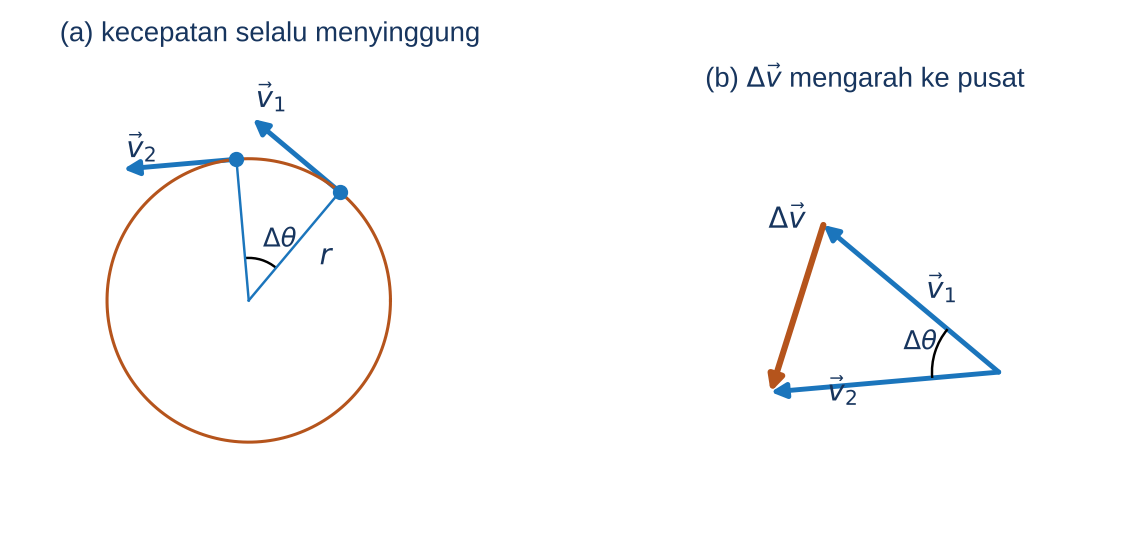 (a) kecepatan selalu menyinggung
(b) Δv⃗ mengarah ke pusat
v⃗₁
v⃗₂
Δθ
r
Δv⃗
v⃗₁
Δθ
v⃗₂